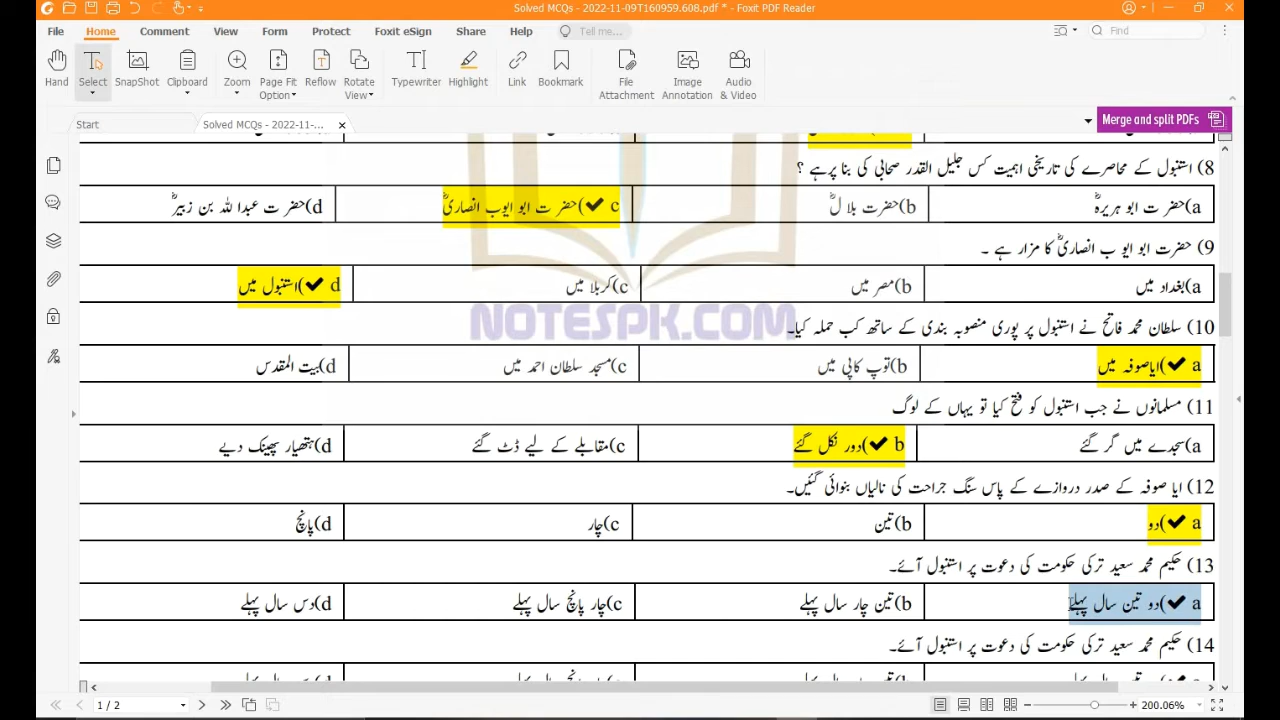 Solved MCQs - 2022-11-09T160959.608.pdf * - Foxit PDF Reader
File Home Comment View Form Protect Foxit eSign Share Help Tell me... Find
Hand Select SnapShot Clipboard Zoom Page Fit Option Reflow Rotate View Typewriter Highlight Link Bookmark File Attachment Image Annotation Audio & Video
Start Solved MCQs - 2022-11-... Merge and split PDFs
8) استنبول کے محاصرے کی تاریخی اہمیت کس جلیل القدر صحابی کی بنا پر ہے ؟
a)حضر ت ابو ہریرہؓ b)حضرت بلا لؓ c ✔)حضر ت ابو ایوب انصاریؓ d)حضر ت عبدا للہ بن زبیرؓ
9) حضرت ابو ایو ب انصاریؓ کا مزار ہے ۔
a)بغداد میں b)مصر میں c)کربلا میں d ✔)استنبول میں
NOTESPK.COM
10) سلطان محمد فاتح نے استنبول پر پوری منصوبہ بندی کے ساتھ کب حملہ کیا۔
a ✔)ایاصوفہ میں b)توپ کاپی میں c)مسجد سلطان احمد میں d)بیت المقدس
11) مسلمانوں نے جب استنبول کو فتح کیا تو یہاں کے لوگ
a)سجدے میں گر گئے b ✔)دور نکل گئے c)مقابلے کے لیے ڈٹ گئے d)ہتھیار پھینک دیے
12) ایا صوفہ کے صدر دروازے کے پاس سنگ جراحت کی نالیاں بنوائی گئیں۔
a ✔)دو b)تین c)چار d)پانچ
13) حکیم محمد سعید ترکی حکومت کی دعوت پر استنبول آئے۔
a ✔)دو تین سال پہلے b)تین چار سال پہلے c)چار پانچ سال پہلے d)دس سال پہلے
14) حکیم محمد سعید ترکی حکومت کی دعوت پر استنبول آئے۔
1 / 2 200.06%